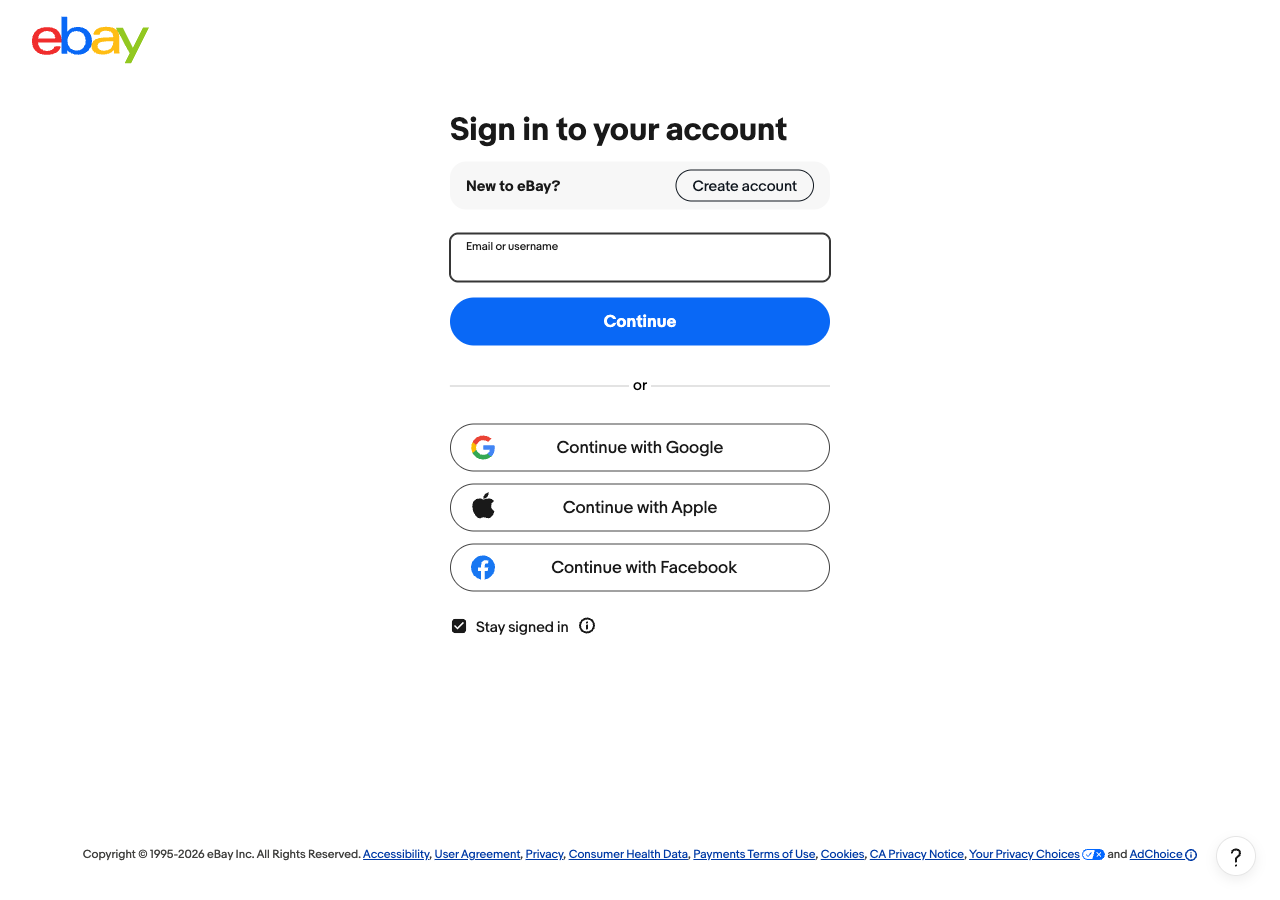 ebay
Sign in to your account
New to eBay?
Create account
Email or username
Continue
or
Continue with Google
Continue with Apple
Continue with Facebook
Stay signed in
Copyright © 1995-2026 eBay Inc. All Rights Reserved. Accessibility, User Agreement, Privacy, Consumer Health Data, Payments Terms of Use, Cookies, CA Privacy Notice, Your Privacy Choices and AdChoice
?